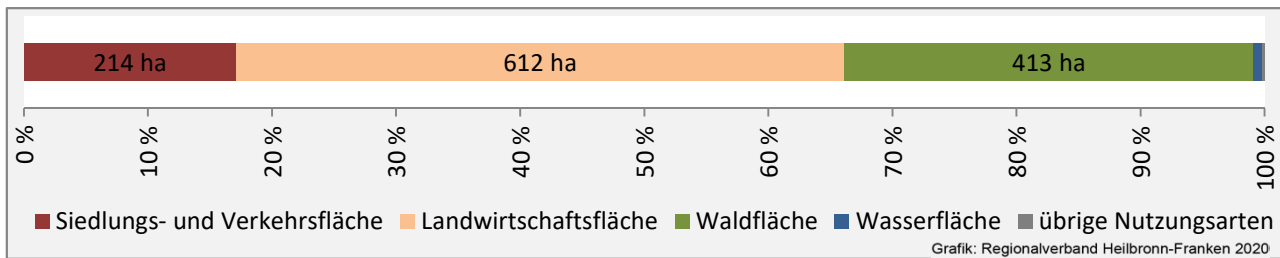 214 ha 612 ha 413 ha
0 % 10 % 20 % 30 % 40 % 50 % 60 % 70 % 80 % 90 % 100 %
Siedlungs- und Verkehrsfläche Landwirtschaftsfläche Waldfläche Wasserfläche übrige Nutzungsarten
Grafik: Regionalverband Heilbronn-Franken 2020